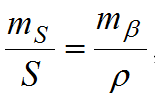 m_S / S = m_β / ρ,